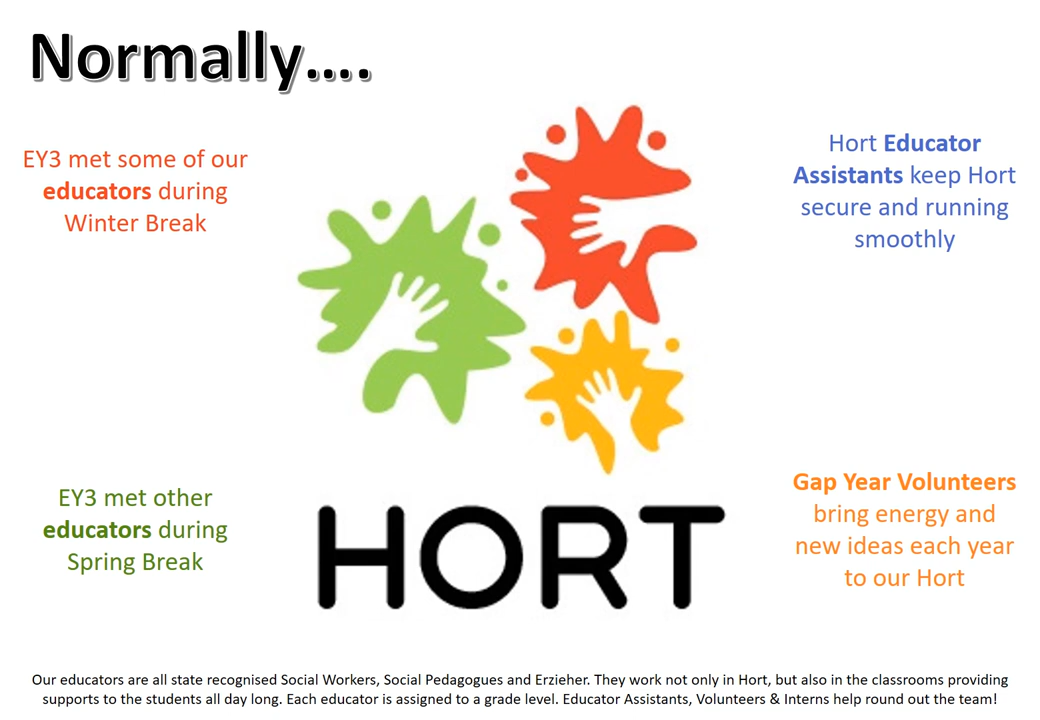 Normally….
EY3 met some of our
educators during
Winter Break
Hort Educator
Assistants keep Hort
secure and running
smoothly
EY3 met other
educators during
Spring Break
Gap Year Volunteers
bring energy and
new ideas each year
to our Hort
HORT
Our educators are all state recognised Social Workers, Social Pedagogues and Erzieher. They work not only in Hort, but also in the classrooms providing
supports to the students all day long. Each educator is assigned to a grade level. Educator Assistants, Volunteers & Interns help round out the team!